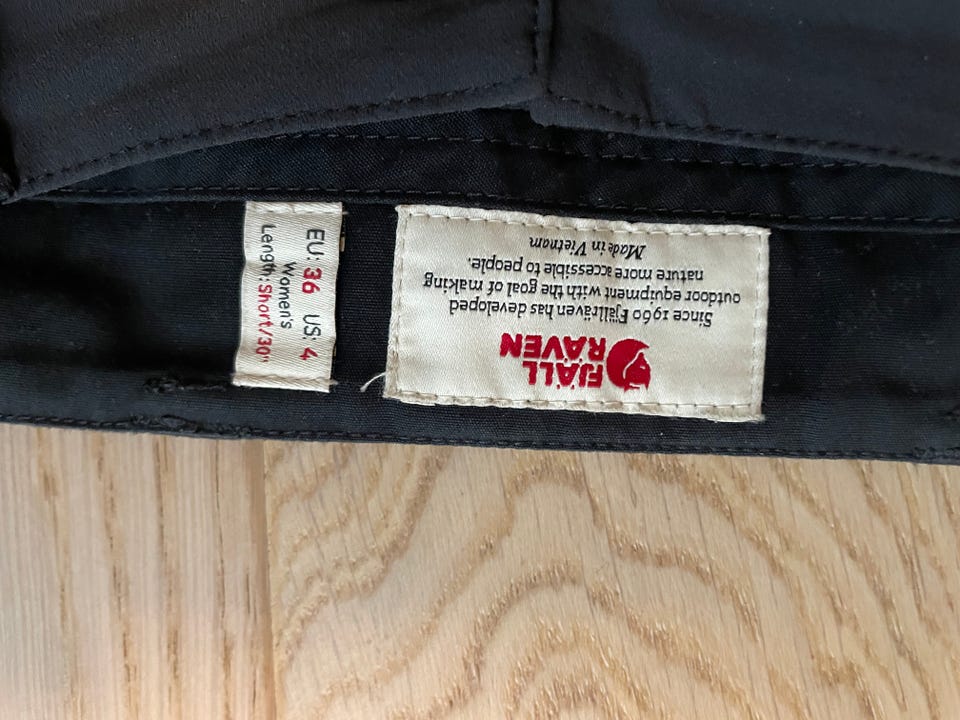 EU: 36 US: 4
Women's
Length: Short/30"
FJÄLL
RÄVEN
Since 1960 Fjällräven has developed
outdoor equipment with the goal of making
nature more accessible to people.
Made in Vietnam